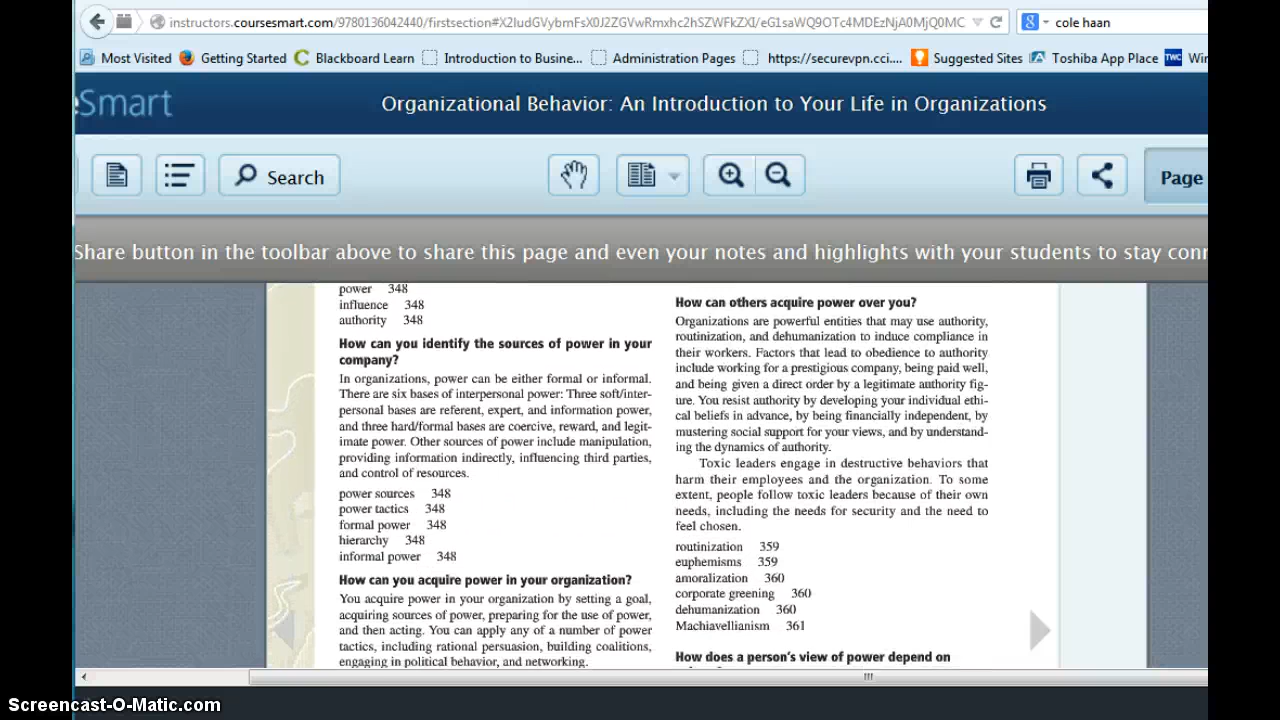 instructors.coursesmart.com/9780136042440/firstsection#X2ludGVybmFsX0J2ZGVwRmxhc2hSZWFkZXI/eG1saWQ9OTc4MDEzNjA0MjQ0MC
cole haan
Most Visited Getting Started Blackboard Learn Introduction to Busine... Administration Pages https://securevpn.cci.... Suggested Sites Toshiba App Place TWC
eSmart
Organizational Behavior: An Introduction to Your Life in Organizations
Search
Page
Share button in the toolbar above to share this page and even your notes and highlights with your students to stay
power 348
influence 348
authority 348
How can you identify the sources of power in your
company?
In organizations, power can be either formal or informal.
There are six bases of interpersonal power: Three soft/inter-
personal bases are referent, expert, and information power,
and three hard/formal bases are coercive, reward, and legit-
imate power. Other sources of power include manipulation,
providing information indirectly, influencing third parties,
and control of resources.
power sources 348
power tactics 348
formal power 348
hierarchy 348
informal power 348
How can you acquire power in your organization?
You acquire power in your organization by setting a goal,
acquiring sources of power, preparing for the use of power,
and then acting. You can apply any of a number of power
tactics, including rational persuasion, building coalitions,
engaging in political behavior, and networking.
How can others acquire power over you?
Organizations are powerful entities that may use authority,
routinization, and dehumanization to induce compliance in
their workers. Factors that lead to obedience to authority
include working for a prestigious company, being paid well,
and being given a direct order by a legitimate authority fig-
ure. You resist authority by developing your individual ethi-
cal beliefs in advance, by being financially independent, by
mustering social support for your views, and by understand-
ing the dynamics of authority.
Toxic leaders engage in destructive behaviors that
harm their employees and the organization. To some
extent, people follow toxic leaders because of their own
needs, including the needs for security and the need to
feel chosen.
routinization 359
euphemisms 359
amoralization 360
corporate greening 360
dehumanization 360
Machiavellianism 361
How does a person's view of power depend on
Screencast-O-Matic.com